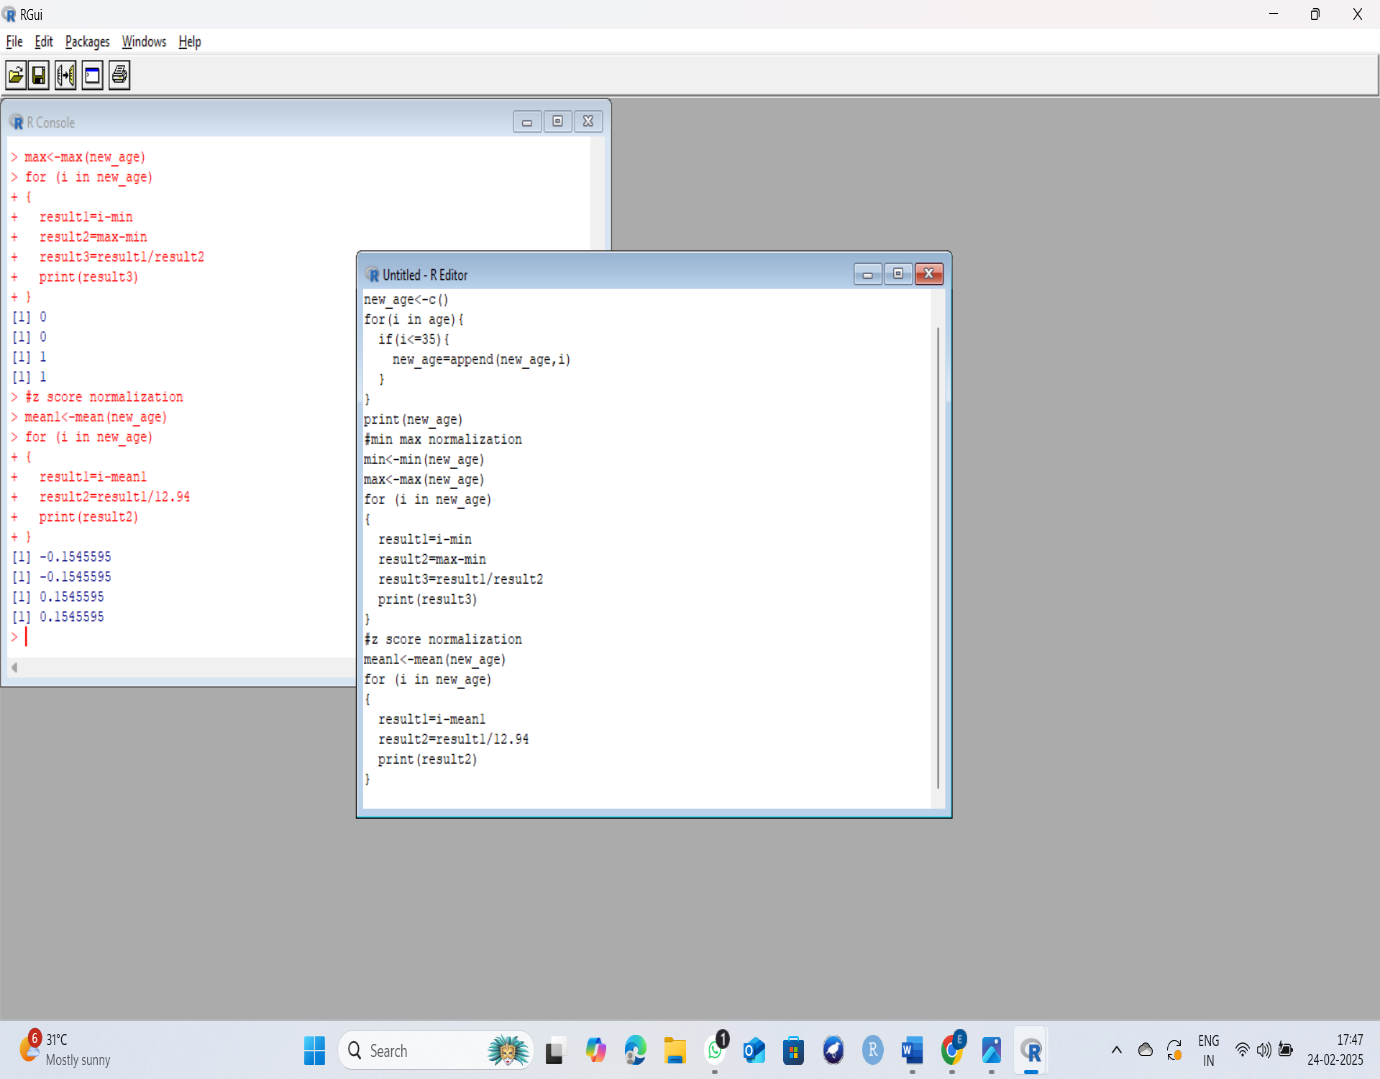 RGui
File Edit Packages Windows Help
R Console
> max<-max(new_age)
> for (i in new_age)
+ {
+   result1=i-min
+   result2=max-min
+   result3=result1/result2
+   print(result3)
+ }
[1] 0
[1] 0
[1] 1
[1] 1
> #z score normalization
> mean1<-mean(new_age)
> for (i in new_age)
+ {
+   result1=i-mean1
+   result2=result1/12.94
+   print(result2)
+ }
[1] -0.1545595
[1] -0.1545595
[1] 0.1545595
[1] 0.1545595
>
Untitled - R Editor
new_age<-c()
for(i in age){
  if(i<=35){
    new_age=append(new_age,i)
  }
}
print(new_age)
#min max normalization
min<-min(new_age)
max<-max(new_age)
for (i in new_age)
{
  result1=i-min
  result2=max-min
  result3=result1/result2
  print(result3)
}
#z score normalization
mean1<-mean(new_age)
for (i in new_age)
{
  result1=i-mean1
  result2=result1/12.94
  print(result2)
}
6
31°C
Mostly sunny
Search
1
R
W
E
R
ENG
IN
17:47
24-02-2025